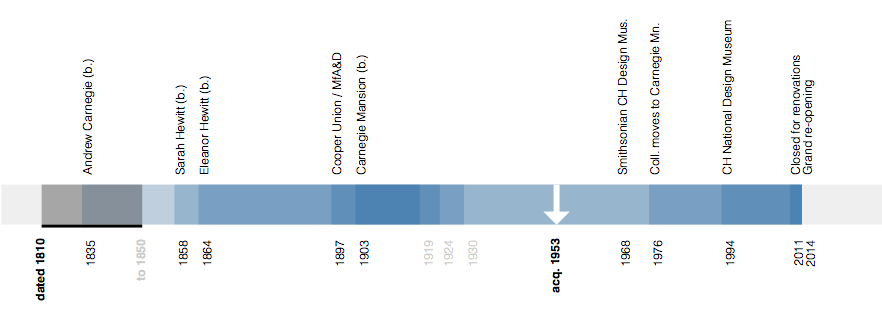 Andrew Carnegie (b.)
Sarah Hewitt (b.)
Eleanor Hewitt (b.)
Cooper Union / MfA&D
Carnegie Mansion (b.)
Smithsonian CH Design Mus.
Coll. moves to Carnegie Mn.
CH National Design Museum
Closed for renovations
Grand re-opening
dated 1810
1835
to 1850
1858
1864
1897
1903
1919
1924
1930
acq. 1953
1968
1976
1994
2011
2014